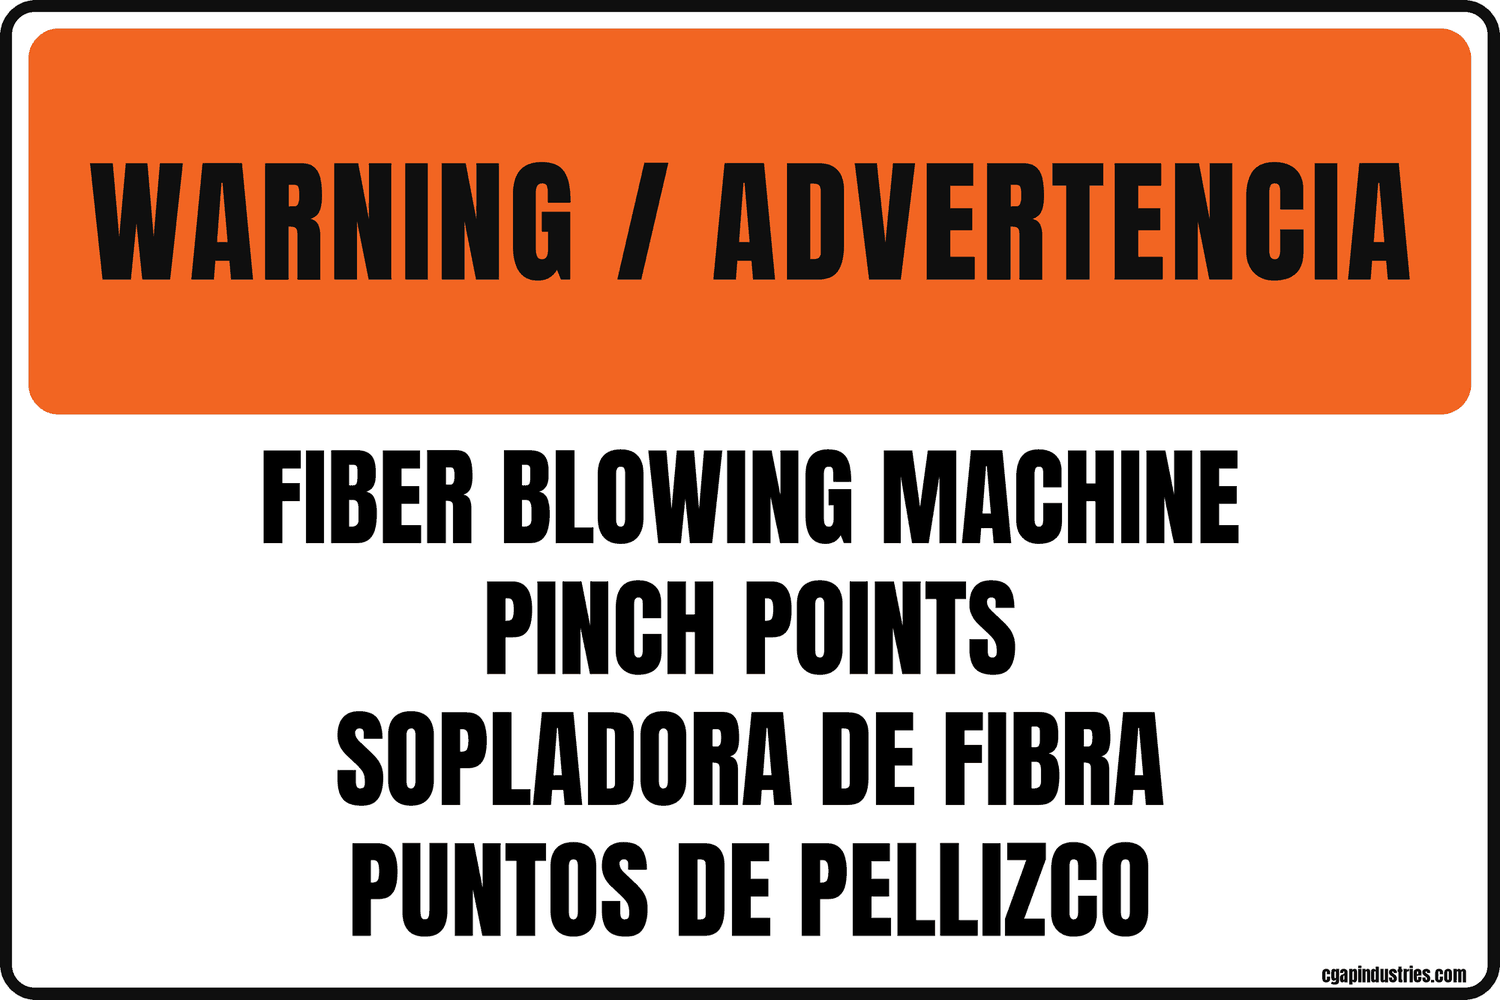 WARNING / ADVERTENCIA
FIBER BLOWING MACHINE
PINCH POINTS
SOPLADORA DE FIBRA
PUNTOS DE PELLIZCO
cgapindustries.com